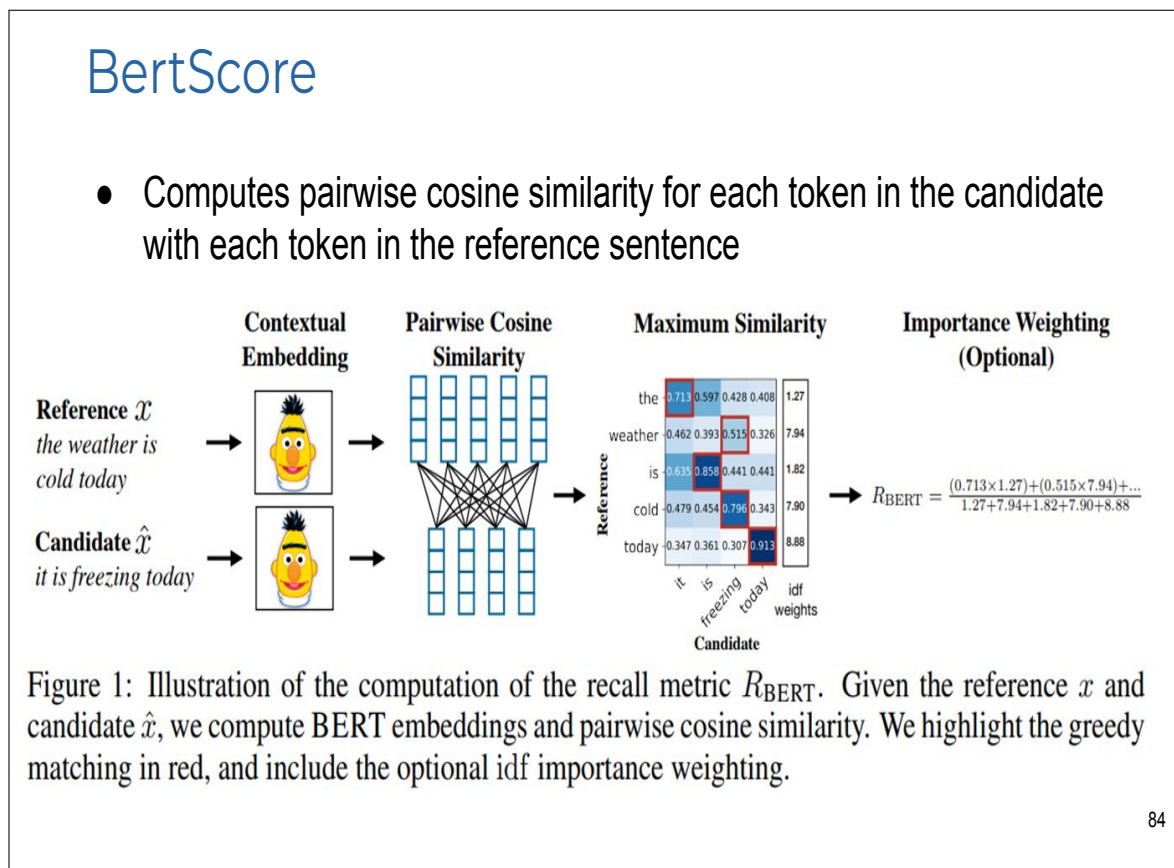 BertScore
● Computes pairwise cosine similarity for each token in the candidate
with each token in the reference sentence
Contextual
Embedding
Pairwise Cosine
Similarity
Maximum Similarity
Importance Weighting
(Optional)
Reference x
the weather is
cold today
Candidate x̂
it is freezing today
Reference
the 0.713 0.597 0.428 0.408 1.27
weather 0.462 0.393 0.515 0.326 7.94
is 0.635 0.858 0.441 0.441 1.82
cold 0.479 0.454 0.796 0.343 7.90
today 0.347 0.361 0.307 0.913 8.88
it is freezing today
idf
weights
Candidate
R_BERT = (0.713×1.27)+(0.515×7.94)+... / 1.27+7.94+1.82+7.90+8.88
Figure 1: Illustration of the computation of the recall metric R_BERT. Given the reference x and
candidate x̂, we compute BERT embeddings and pairwise cosine similarity. We highlight the greedy
matching in red, and include the optional idf importance weighting.
84